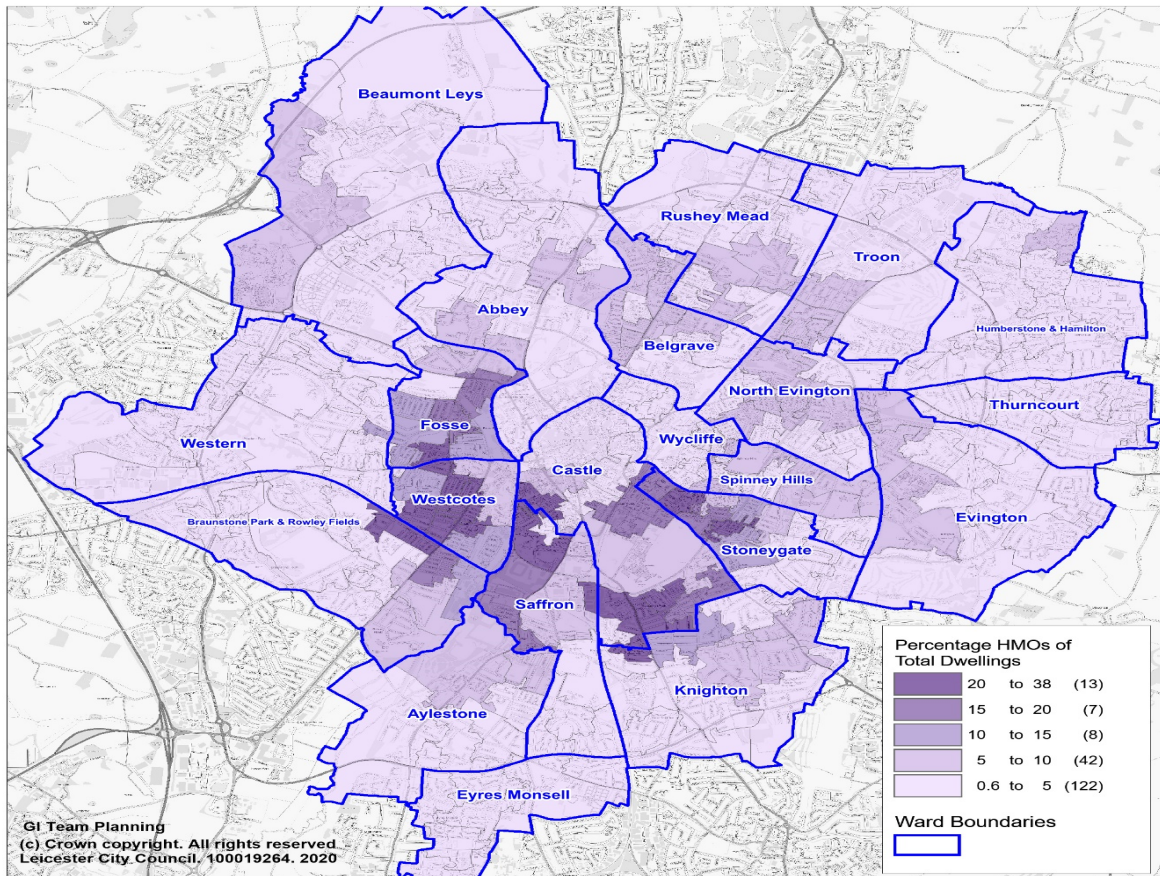 Beaumont Leys
Rushey Mead
Troon
Abbey
Humberstone & Hamilton
Belgrave
North Evington
Thurncourt
Fosse
Western
Wycliffe
Castle
Spinney Hills
Westcotes
Evington
Braunstone Park & Rowley Fields
Stoneygate
Saffron
Knighton
Aylestone
Eyres Monsell
Percentage HMOs of
Total Dwellings
20 to 38 (13)
15 to 20 (7)
10 to 15 (8)
5 to 10 (42)
0.6 to 5 (122)
Ward Boundaries
GI Team Planning
(c) Crown copyright. All rights reserved
Leicester City Council. 100019264. 2020